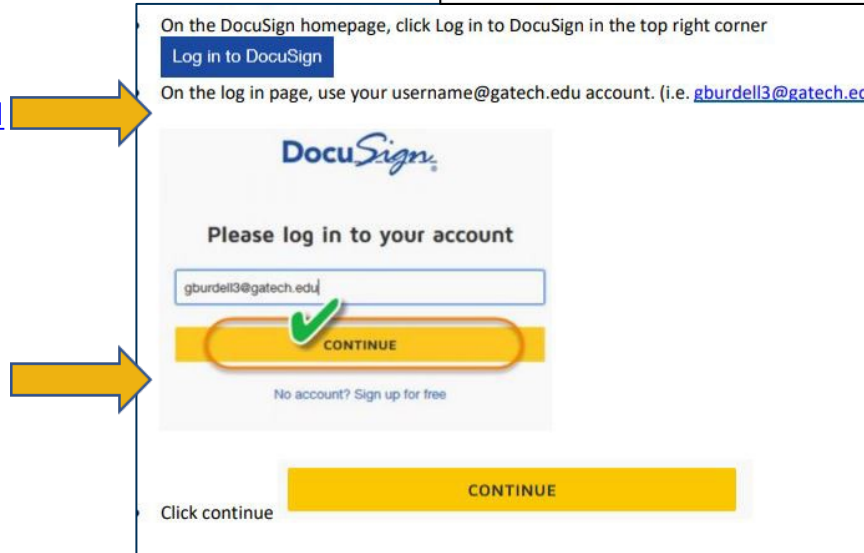 On the DocuSign homepage, click Log in to DocuSign in the top right corner
Log in to DocuSign
On the log in page, use your username@gatech.edu account. (i.e. gburdell3@gatech.ed
DocuSign
Please log in to your account
gburdell3@gatech.edu
CONTINUE
No account? Sign up for free
CONTINUE
Click continue